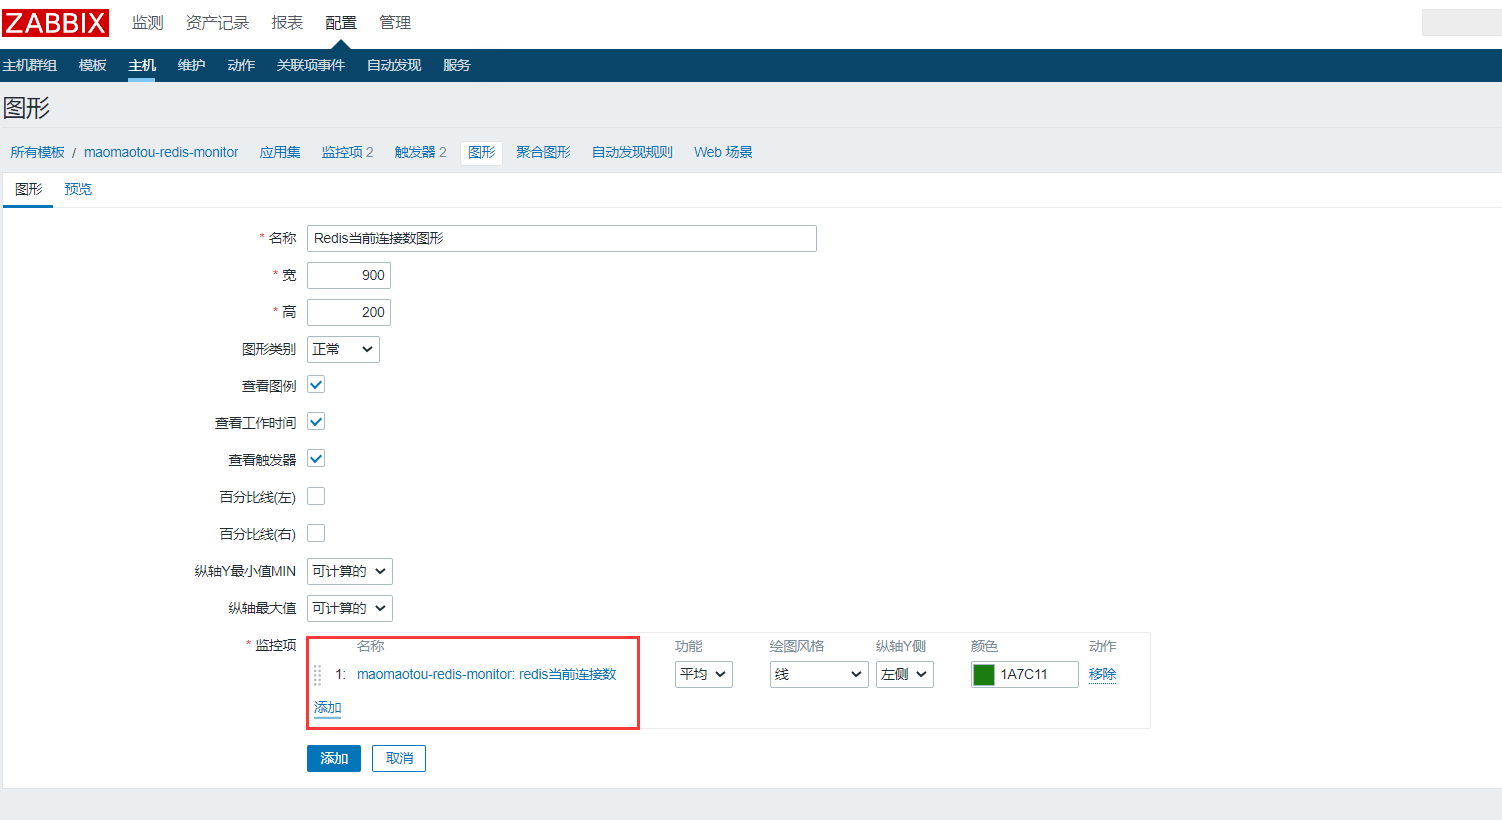 ZABBIX 监测 资产记录 报表 配置 管理
主机群组 模板 主机 维护 动作 关联项事件 自动发现 服务
图形
所有模板 / maomaotou-redis-monitor 应用集 监控项 2 触发器 2 图形 聚合图形 自动发现规则 Web 场景
图形 预览
* 名称 Redis当前连接数图形
* 宽 900
* 高 200
图形类别 正常
查看图例
查看工作时间
查看触发器
百分比线(左)
百分比线(右)
纵轴Y最小值MIN 可计算的
纵轴最大值 可计算的
* 监控项 名称 功能 绘图风格 纵轴Y侧 颜色 动作
1: maomaotou-redis-monitor: redis当前连接数 平均 线 左侧 1A7C11 移除
添加
添加 取消